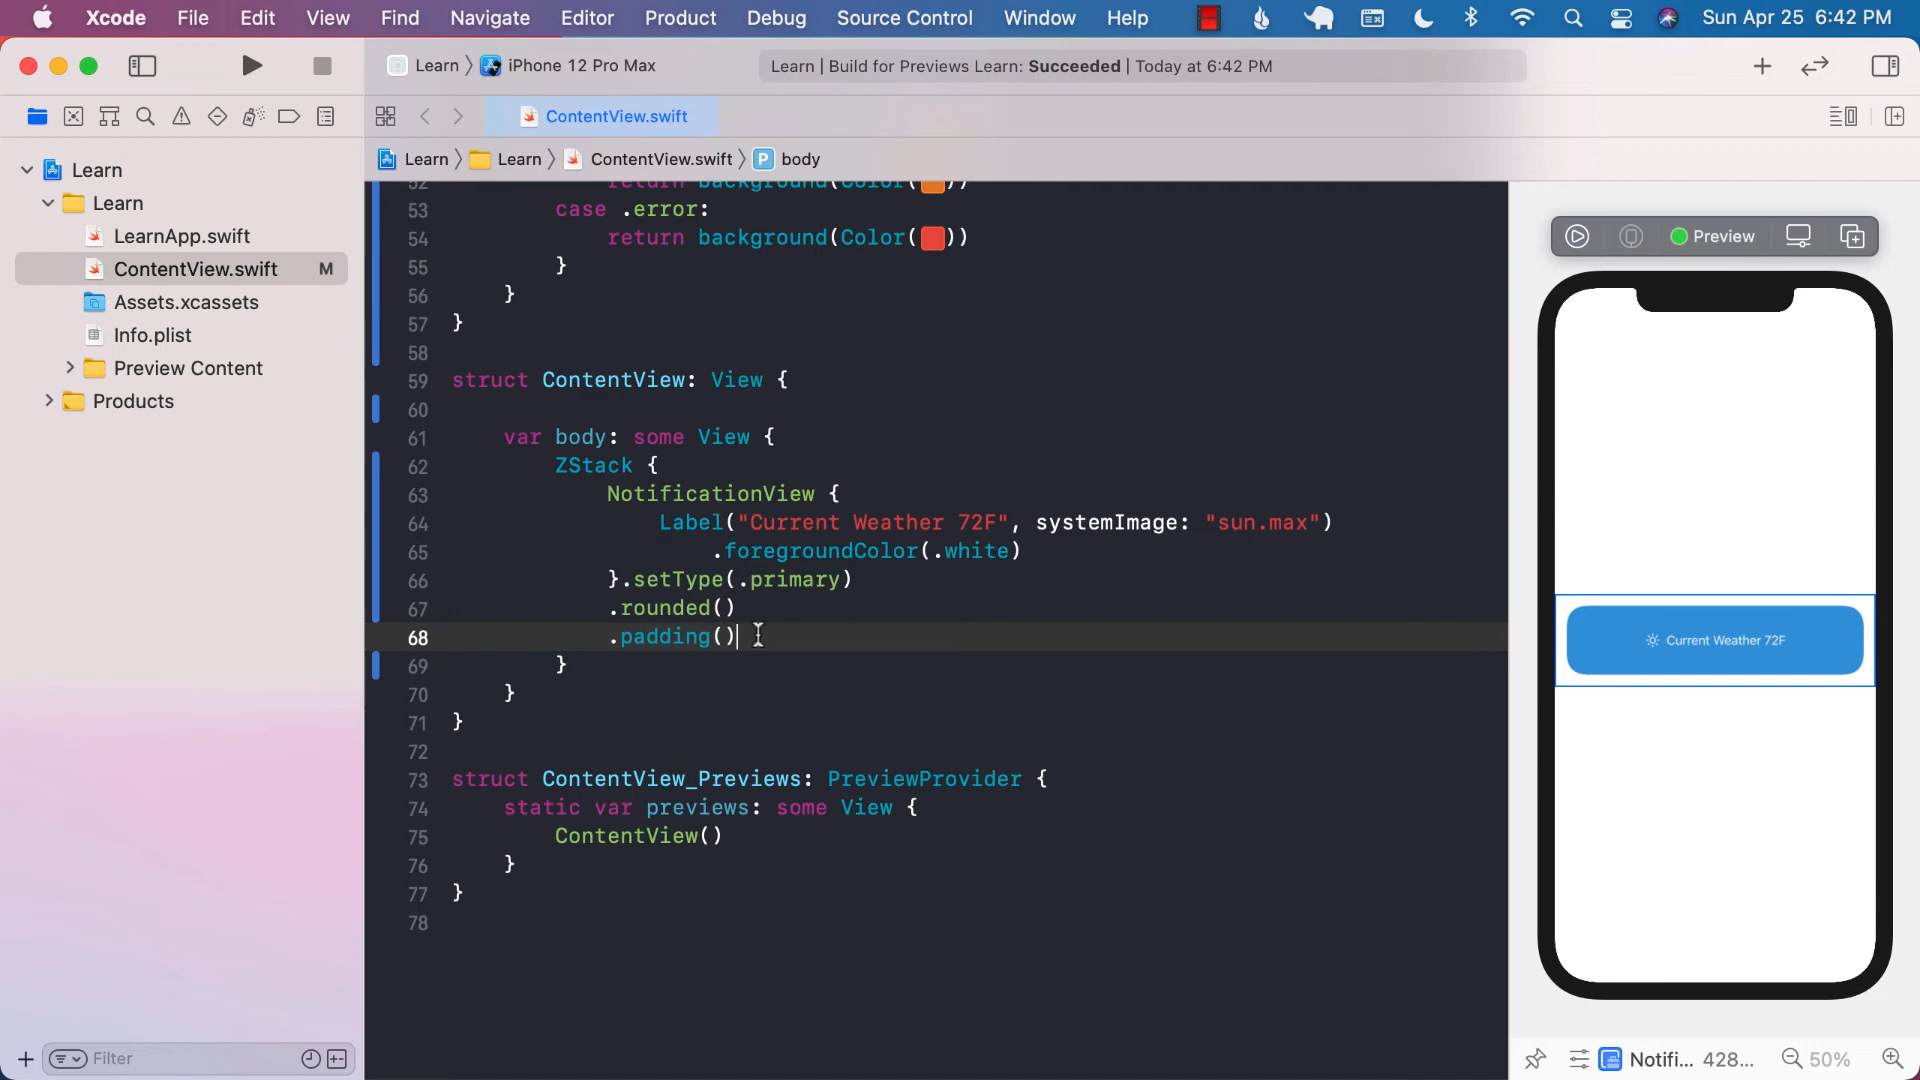 Xcode File Edit View Find Navigate Editor Product Debug Source Control Window Help Sun Apr 25 6:42 PM
Learn 〉 iPhone 12 Pro Max
Learn | Build for Previews Learn: Succeeded | Today at 6:42 PM
ContentView.swift
Learn 〉 Learn 〉 ContentView.swift 〉 P body
Learn
Learn
LearnApp.swift
ContentView.swift M
Assets.xcassets
Info.plist
Preview Content
Products
Filter
52 return background(Color( ))
53 case .error:
54 return background(Color( ))
55 }
56 }
57 }
58
59 struct ContentView: View {
60
61 var body: some View {
62 ZStack {
63 NotificationView {
64 Label("Current Weather 72F", systemImage: "sun.max")
65 .foregroundColor(.white)
66 }.setType(.primary)
67 .rounded()
68 .padding()
69 }
70 }
71 }
72
73 struct ContentView_Previews: PreviewProvider {
74 static var previews: some View {
75 ContentView()
76 }
77 }
78
Preview
Current Weather 72F
Notifi... 428... 50%